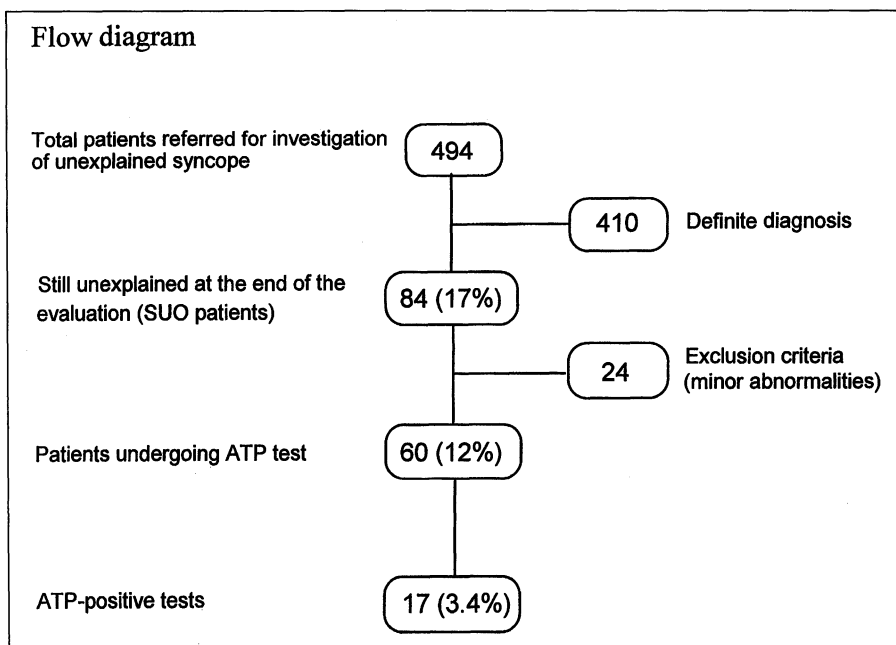 Flow diagram
Total patients referred for investigation
of unexplained syncope
494
410
Definite diagnosis
Still unexplained at the end of the
evaluation (SUO patients)
84 (17%)
24
Exclusion criteria
(minor abnormalities)
Patients undergoing ATP test
60 (12%)
ATP-positive tests
17 (3.4%)